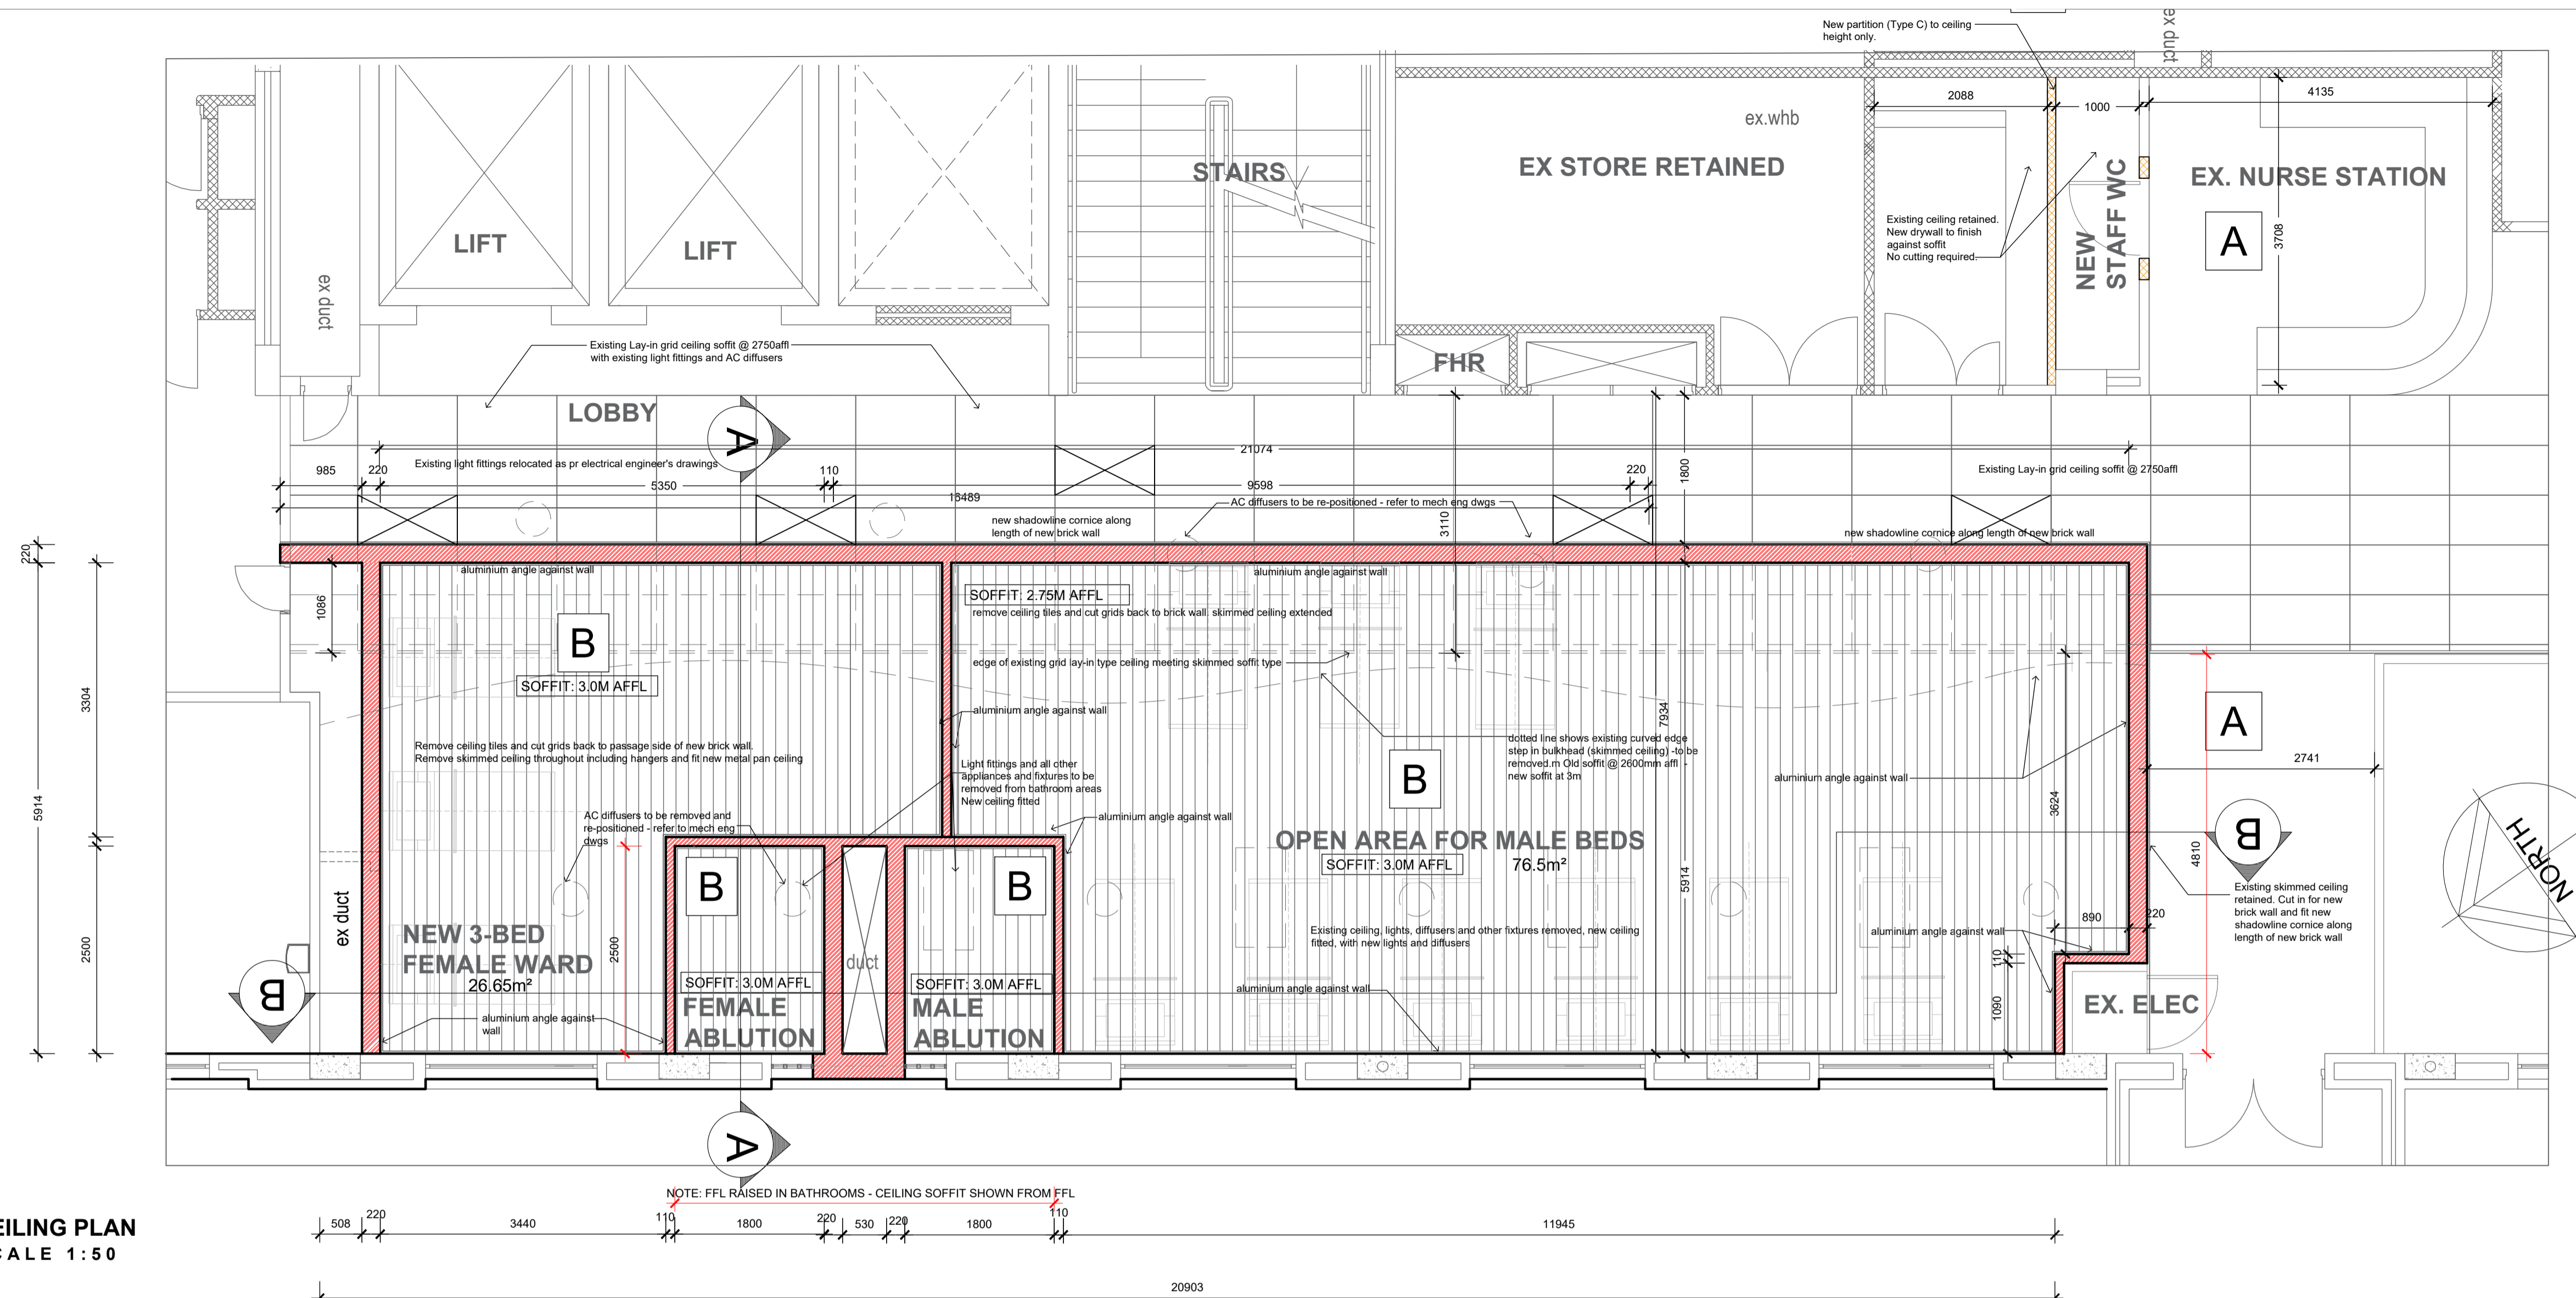 New partition (Type C) to ceiling
height only.
ex duct
2088
1000
4135
ex.whb
STAIRS
EX STORE RETAINED
NEW
STAFF WC
EX. NURSE STATION
A
3708
Existing ceiling retained.
New drywall to finish
against soffit
No cutting required.
LIFT
LIFT
ex duct
Existing Lay-in grid ceiling soffit @ 2750affl
with existing light fittings and AC diffusers
FHR
LOBBY
A
21074
985
220
Existing light fittings relocated as pr electrical engineer's drawings
110
5350
9598
220
1800
Existing Lay-in grid ceiling soffit @ 2750affl
16489
AC diffusers to be re-positioned - refer to mech eng dwgs
3110
new shadowline cornice along
length of new brick wall
new shadowline cornice along length of new brick wall
220
aluminium angle against wall
aluminium angle against wall
1086
SOFFIT: 2.75M AFFL
remove ceiling tiles and cut grids back to brick wall. skimmed ceiling extended
B
edge of existing grid lay-in type ceiling meeting skimmed soffit type
SOFFIT: 3.0M AFFL
3304
aluminium angle against wall
7934
A
Remove ceiling tiles and cut grids back to passage side of new brick wall.
Remove skimmed ceiling throughout including hangers and fit new metal pan ceiling
dotted line shows existing curved edge
step in bulkhead (skimmed ceiling) -to be
removed.m Old soffit @ 2600mm affl -
new soffit at 3m
2741
Light fittings and all other
appliances and fixtures to be
removed from bathroom areas
New ceiling fitted
B
aluminium angle against wall
3624
5914
AC diffusers to be removed and
re-positioned - refer to mech eng
dwgs
aluminium angle against wall
OPEN AREA FOR MALE BEDS
SOFFIT: 3.0M AFFL
76.5m²
B
4810
5914
B
B
Existing skimmed ceiling
retained. Cut in for new
brick wall and fit new
shadowline cornice along
length of new brick wall
890
220
ex duct
NEW 3-BED
FEMALE WARD
26.65m²
2500
2500
Existing ceiling, lights, diffusers and other fixtures removed, new ceiling
fitted, with new lights and diffusers
aluminium angle against wall
110
duct
SOFFIT: 3.0M AFFL
FEMALE
ABLUTION
SOFFIT: 3.0M AFFL
MALE
ABLUTION
aluminium angle against wall
B
1090
EX. ELEC
NORTH
aluminium angle against
wall
A
NOTE: FFL RAISED IN BATHROOMS - CEILING SOFFIT SHOWN FROM FFL
EILING PLAN
CALE 1:50
508
220
3440
110
1800
220
530
220
1800
110
11945
20903